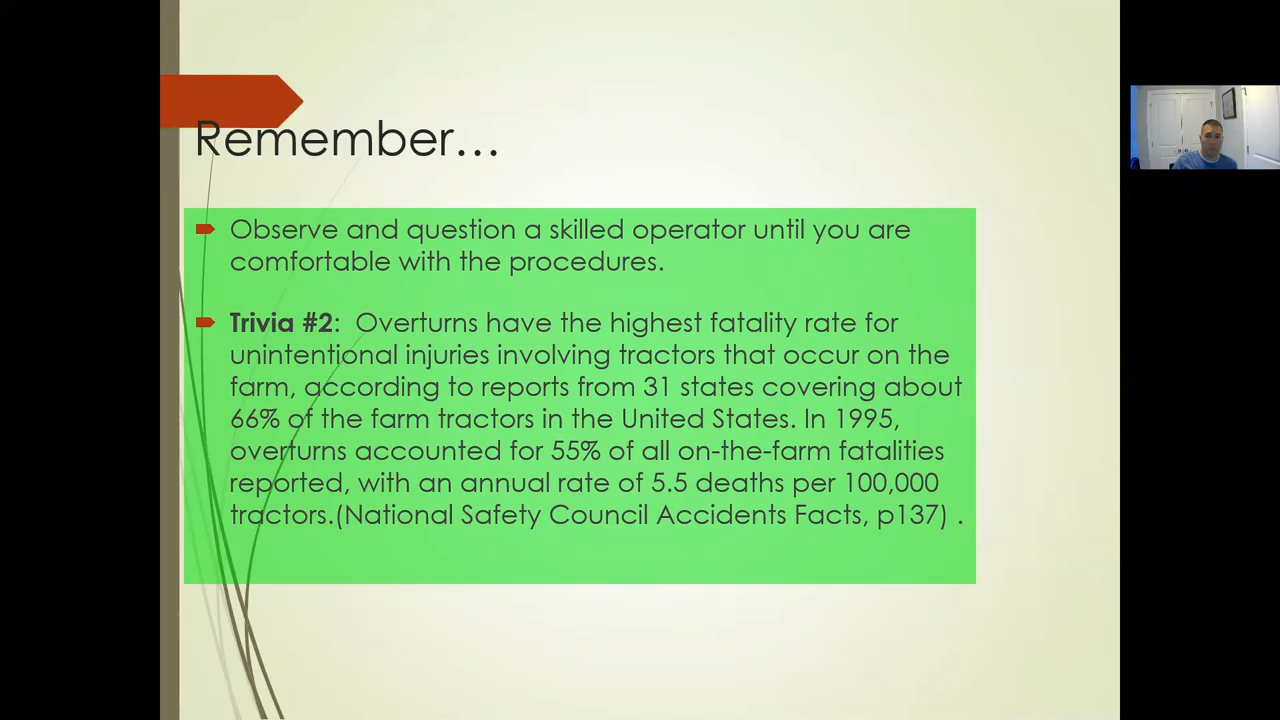 Remember…
Observe and question a skilled operator until you are
comfortable with the procedures.
Trivia #2:  Overturns have the highest fatality rate for
unintentional injuries involving tractors that occur on the
farm, according to reports from 31 states covering about
66% of the farm tractors in the United States. In 1995,
overturns accounted for 55% of all on-the-farm fatalities
reported, with an annual rate of 5.5 deaths per 100,000
tractors.(National Safety Council Accidents Facts, p137) .